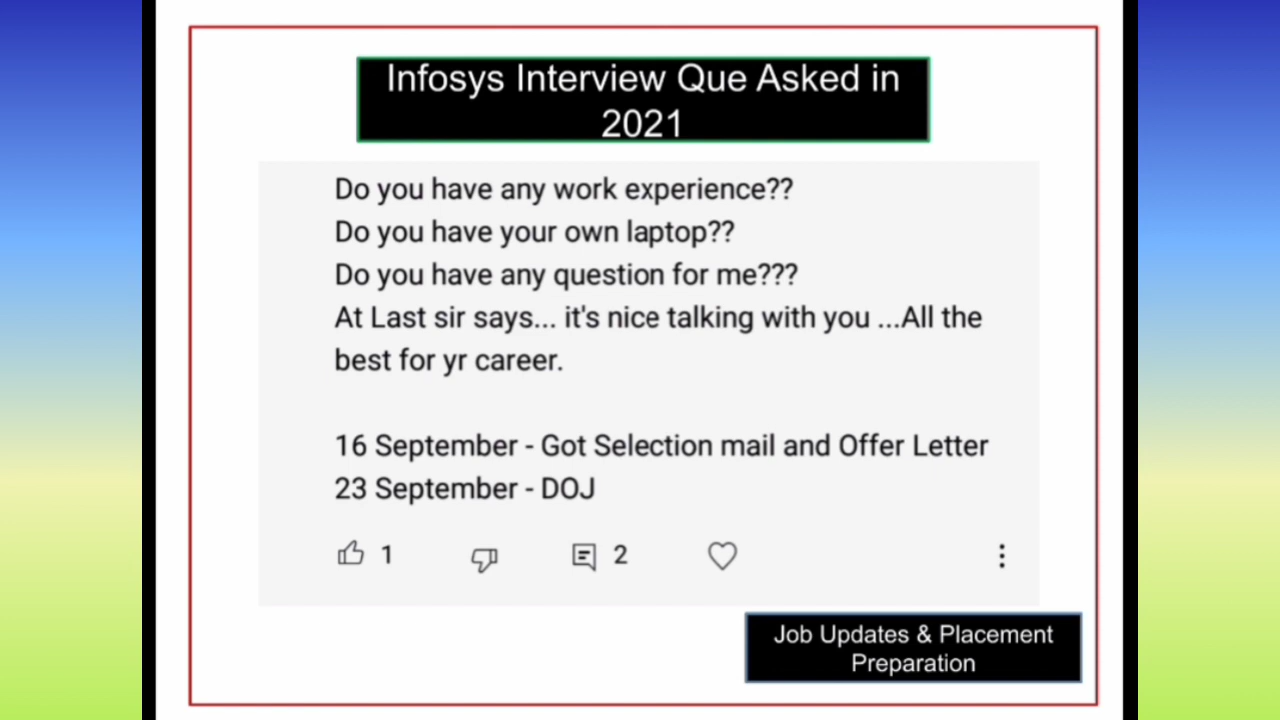 Infosys Interview Que Asked in
2021
Do you have any work experience??
Do you have your own laptop??
Do you have any question for me???
At Last sir says... it's nice talking with you ...All the
best for yr career.
16 September - Got Selection mail and Offer Letter
23 September - DOJ
1 2
Job Updates & Placement
Preparation